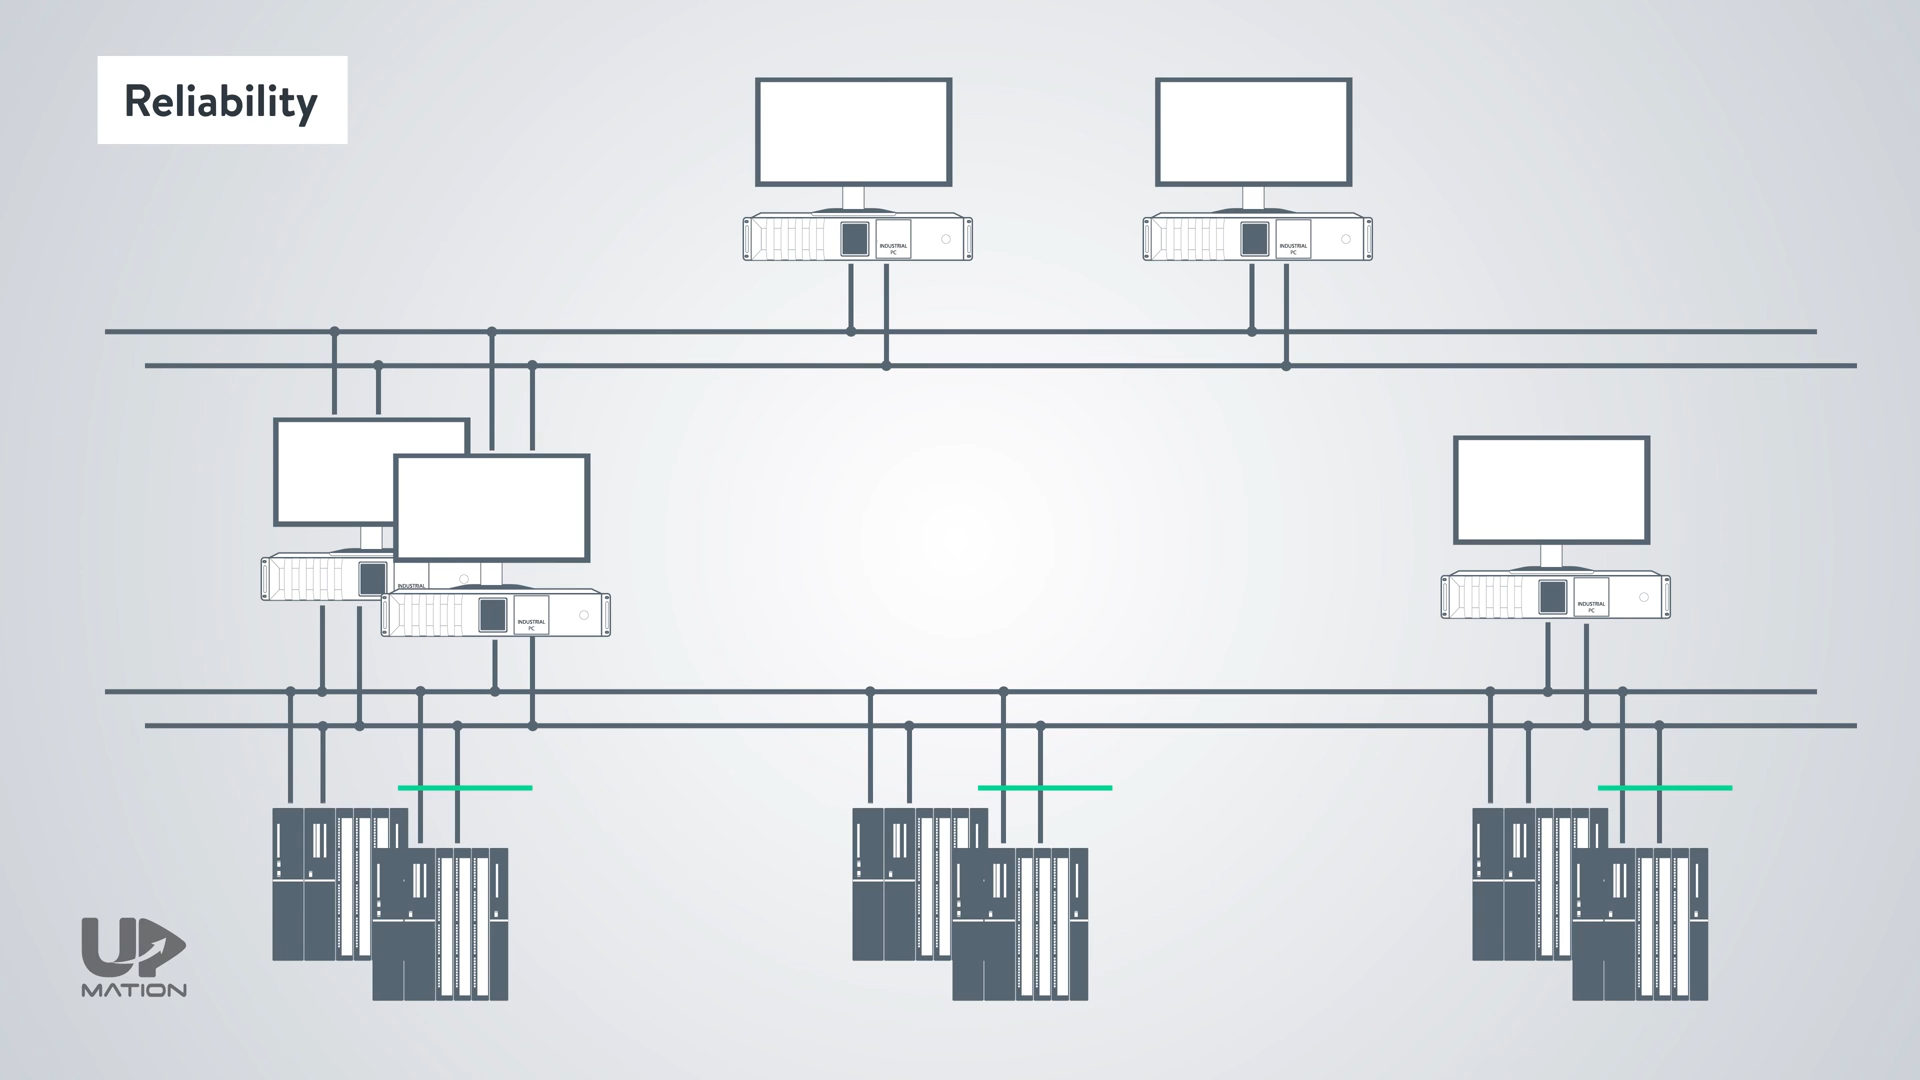 Reliability
INDUSTRIAL
PC
INDUSTRIAL
PC
INDUSTRIAL
INDUSTRIAL
PC
INDUSTRIAL
PC
UP
MATION